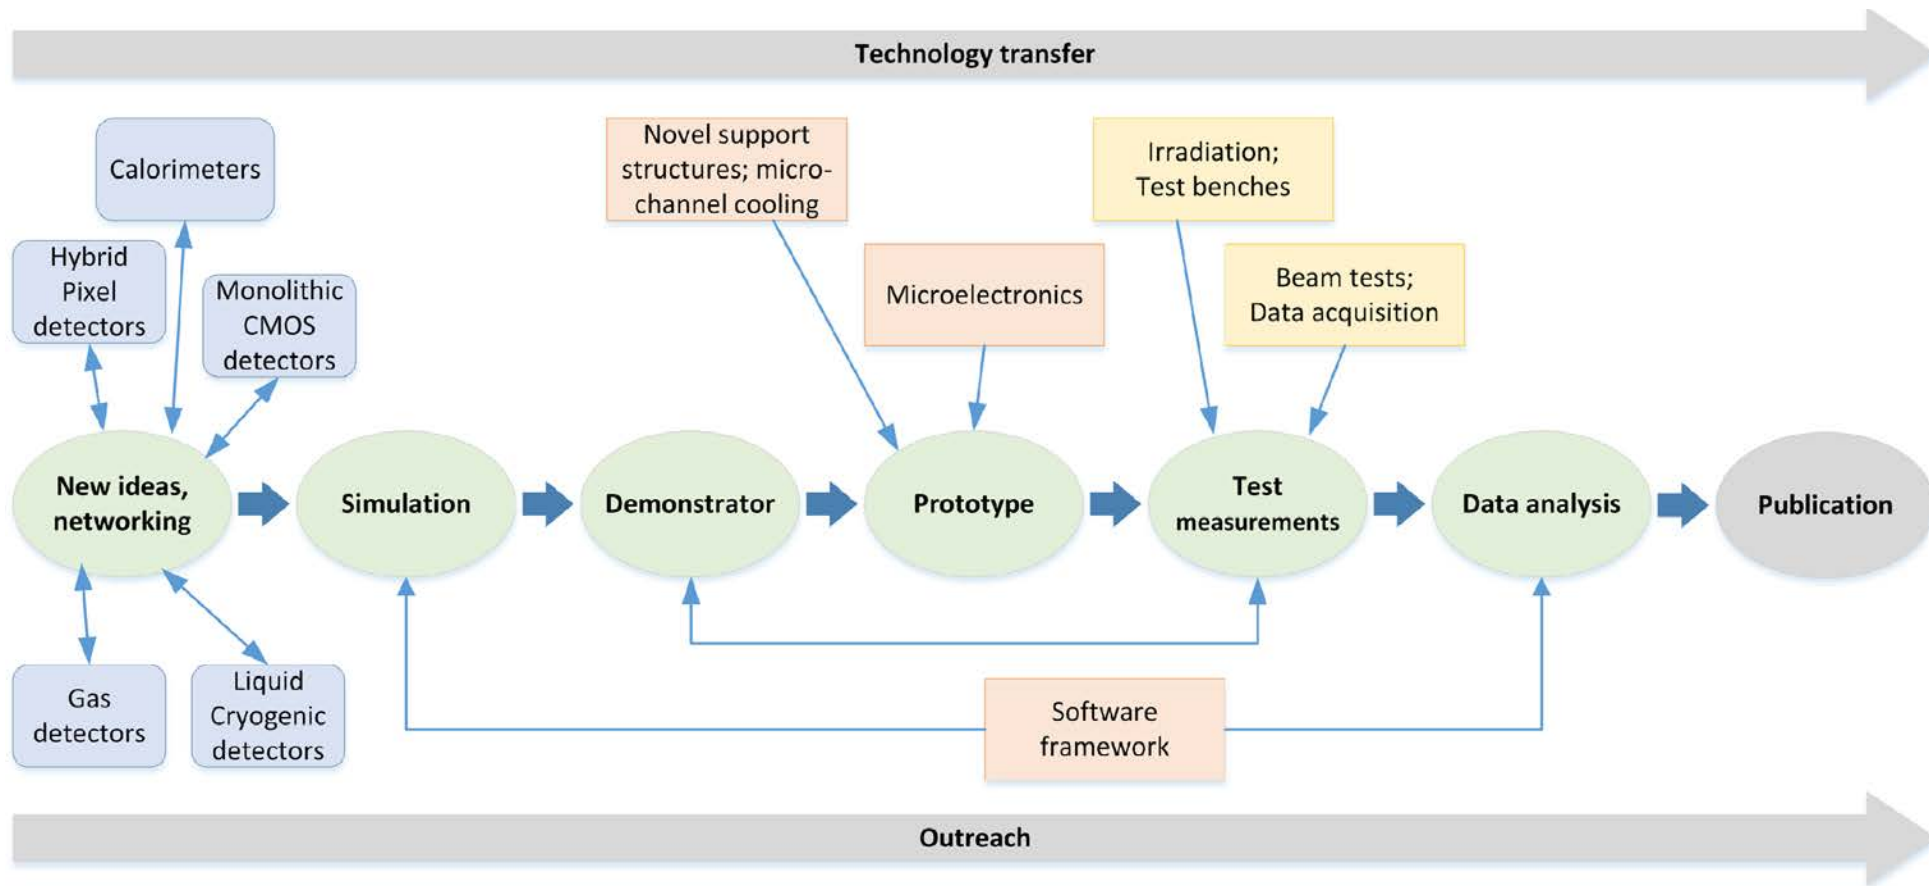 Technology transfer
Calorimeters
Novel support
structures; micro-
channel cooling
Irradiation;
Test benches
Hybrid
Pixel
detectors
Monolithic
CMOS
detectors
Microelectronics
Beam tests;
Data acquisition
New ideas,
networking
Simulation
Demonstrator
Prototype
Test
measurements
Data analysis
Publication
Gas
detectors
Liquid
Cryogenic
detectors
Software
framework
Outreach